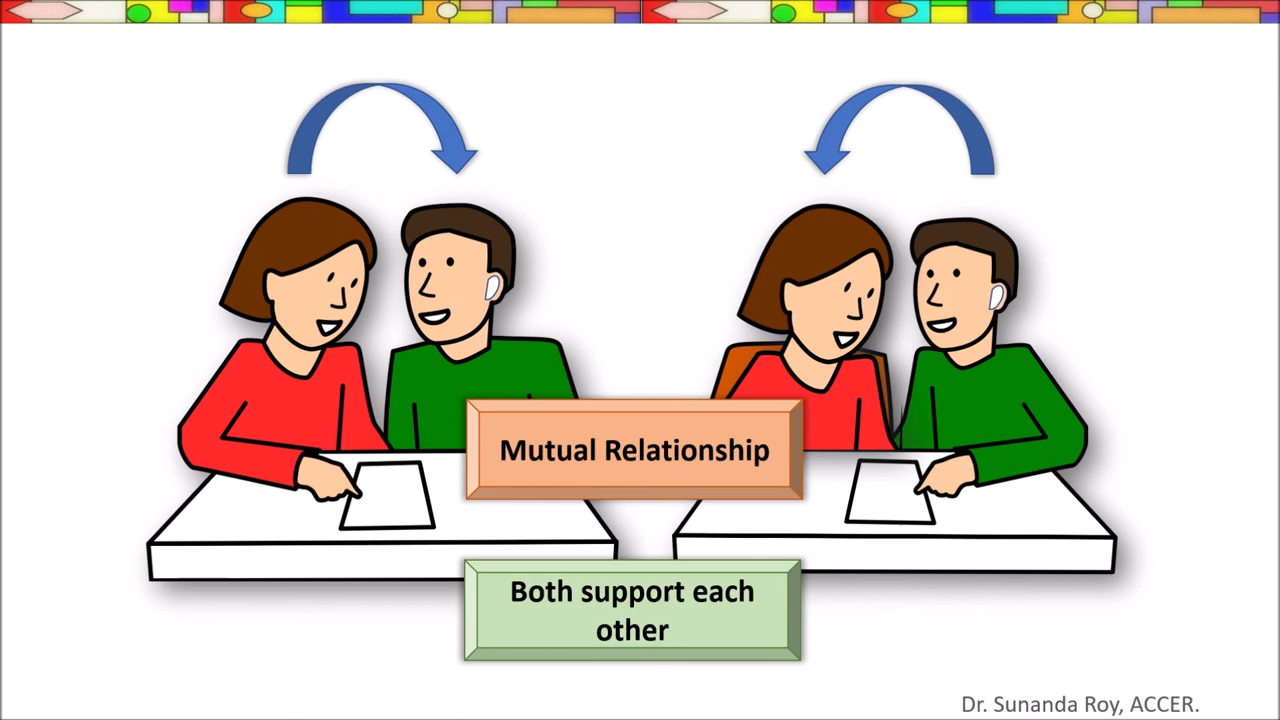 Mutual Relationship
Both support each
other
Dr. Sunanda Roy, ACCER.